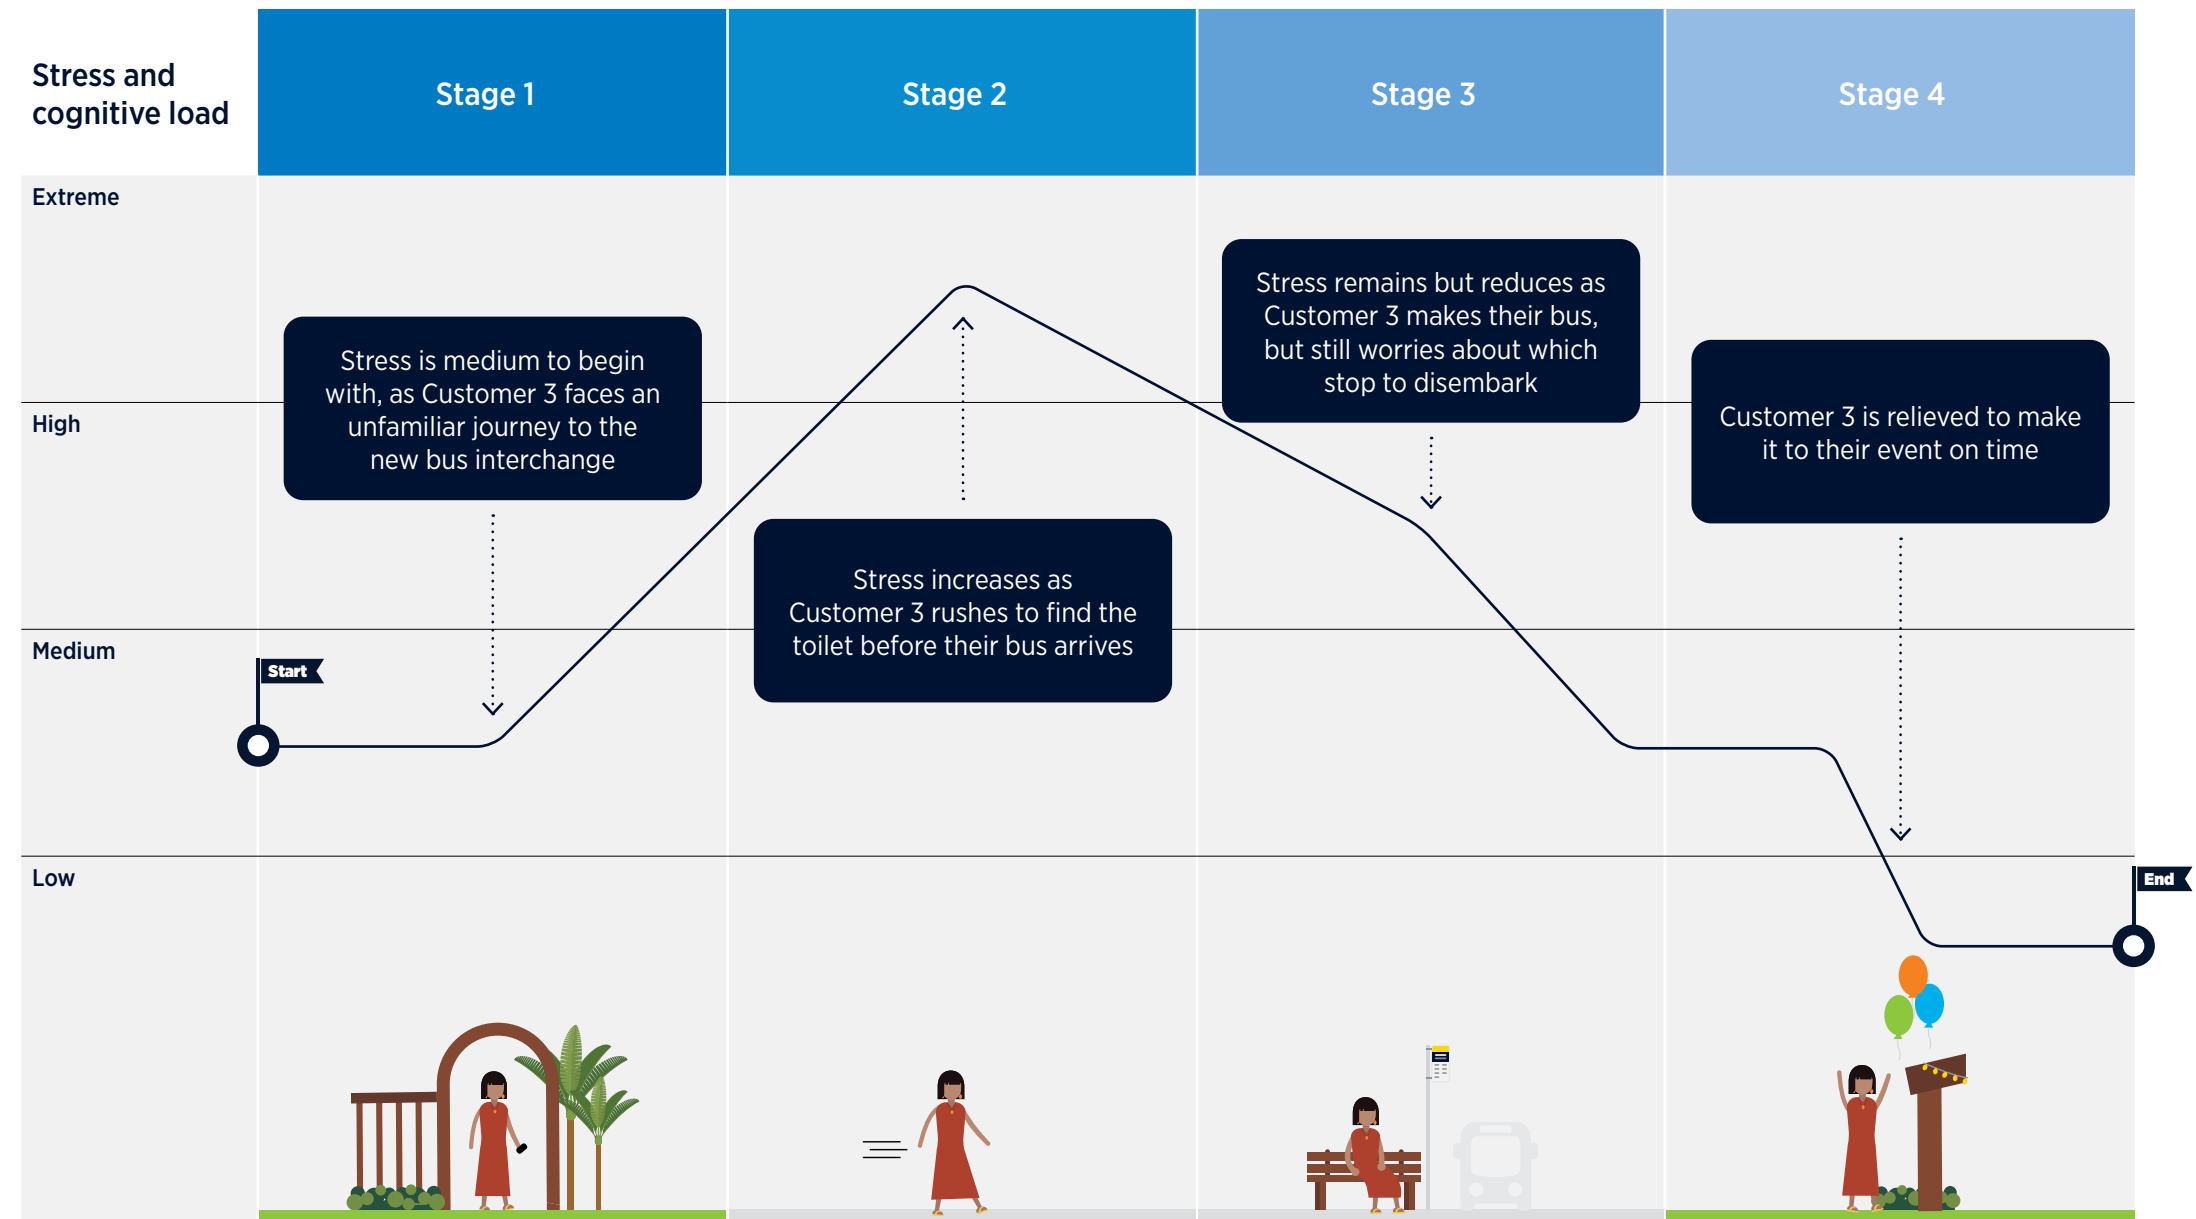 Stress and
cognitive load
Stage 1
Stage 2
Stage 3
Stage 4
Extreme
High
Medium
Low
Start
Stress is medium to begin
with, as Customer 3 faces an
unfamiliar journey to the
new bus interchange
Stress increases as
Customer 3 rushes to find the
toilet before their bus arrives
Stress remains but reduces as
Customer 3 makes their bus,
but still worries about which
stop to disembark
Customer 3 is relieved to make
it to their event on time
End